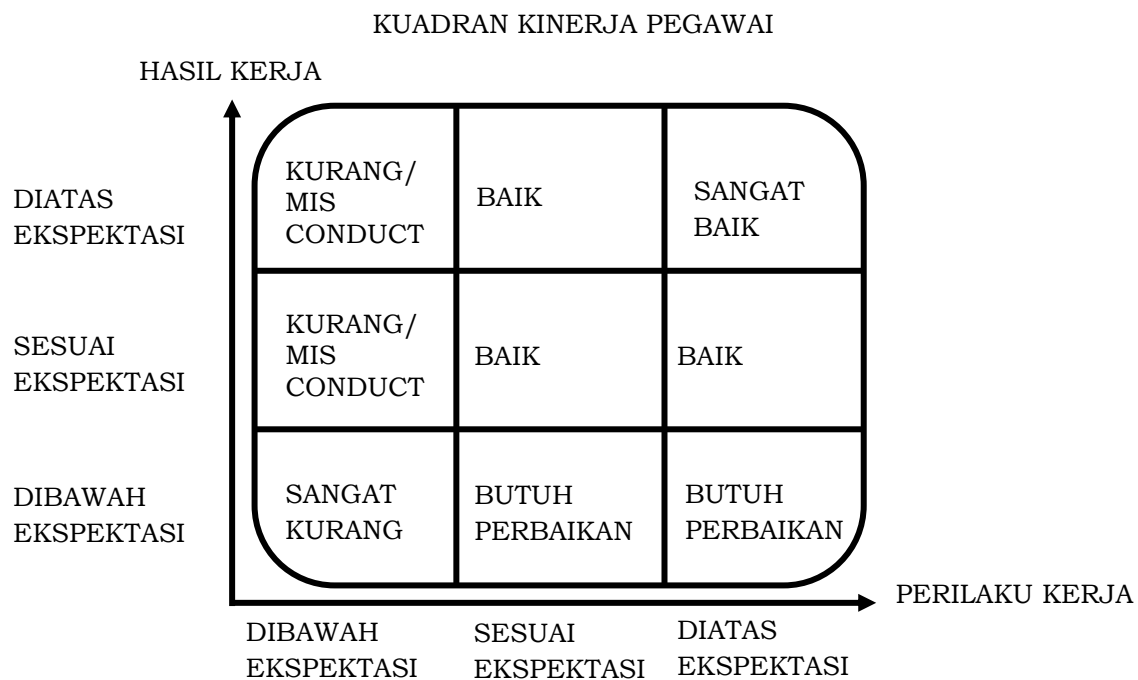 KUADRAN KINERJA PEGAWAI
HASIL KERJA
DIATAS
EKSPEKTASI
KURANG/
MIS
CONDUCT
BAIK
SANGAT
BAIK
SESUAI
EKSPEKTASI
KURANG/
MIS
CONDUCT
BAIK
BAIK
DIBAWAH
EKSPEKTASI
SANGAT
KURANG
BUTUH
PERBAIKAN
BUTUH
PERBAIKAN
PERILAKU KERJA
DIBAWAH
EKSPEKTASI
SESUAI
EKSPEKTASI
DIATAS
EKSPEKTASI